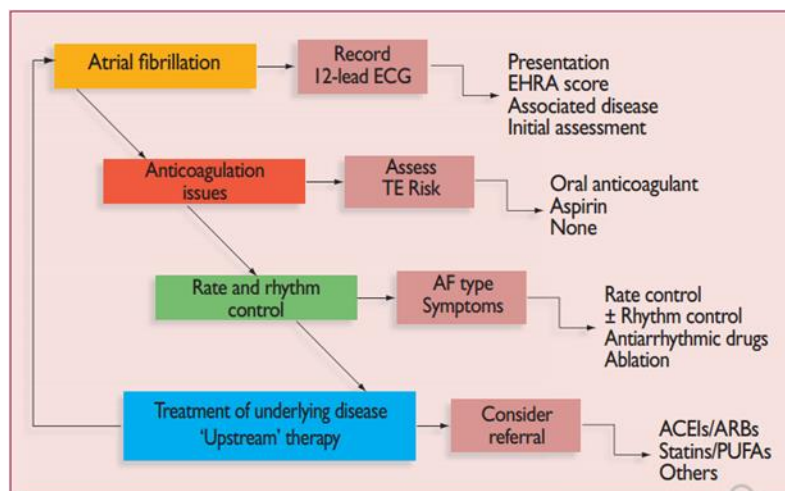 Atrial fibrillation
Record
12-lead ECG
Presentation
EHRA score
Associated disease
Initial assessment
Anticoagulation
issues
Assess
TE Risk
Oral anticoagulant
Aspirin
None
Rate and rhythm
control
AF type
Symptoms
Rate control
± Rhythm control
Antiarrhythmic drugs
Ablation
Treatment of underlying disease
‘Upstream’ therapy
Consider
referral
ACEIs/ARBs
Statins/PUFAs
Others